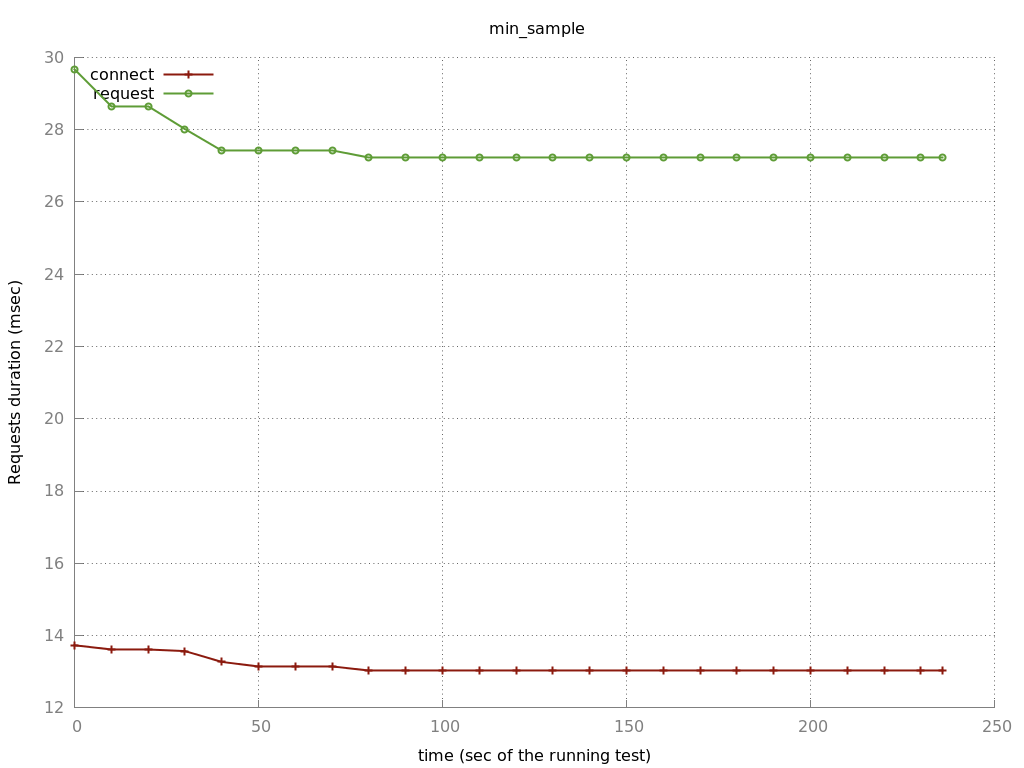 min_sample
30
connect
request
28
26
24
22
20
18
16
14
12
Requests duration (msec)
0 50 100 150 200 250
time (sec of the running test)